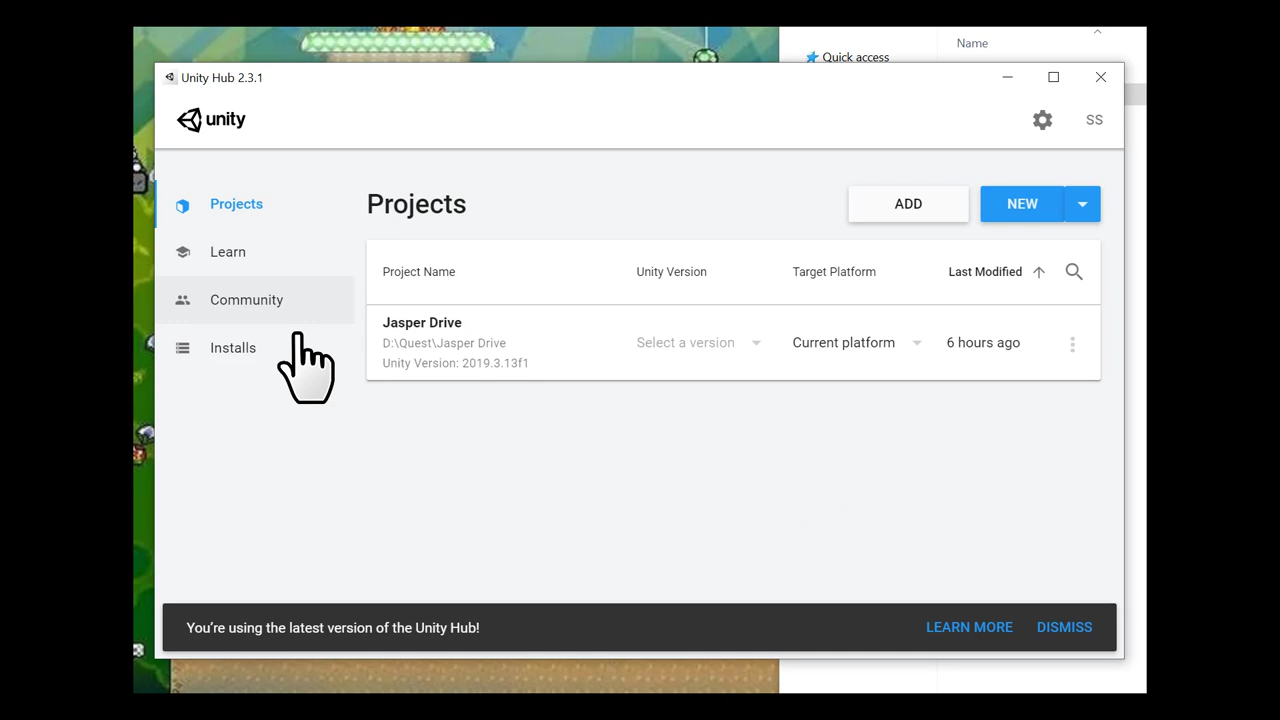 Name
Quick access
Unity Hub 2.3.1
unity
SS
Projects
Learn
Community
Installs
Projects
ADD
NEW
Project Name
Unity Version
Target Platform
Last Modified
Jasper Drive
D:\Quest\Jasper Drive
Unity Version: 2019.3.13f1
Select a version
Current platform
6 hours ago
You're using the latest version of the Unity Hub!
LEARN MORE
DISMISS